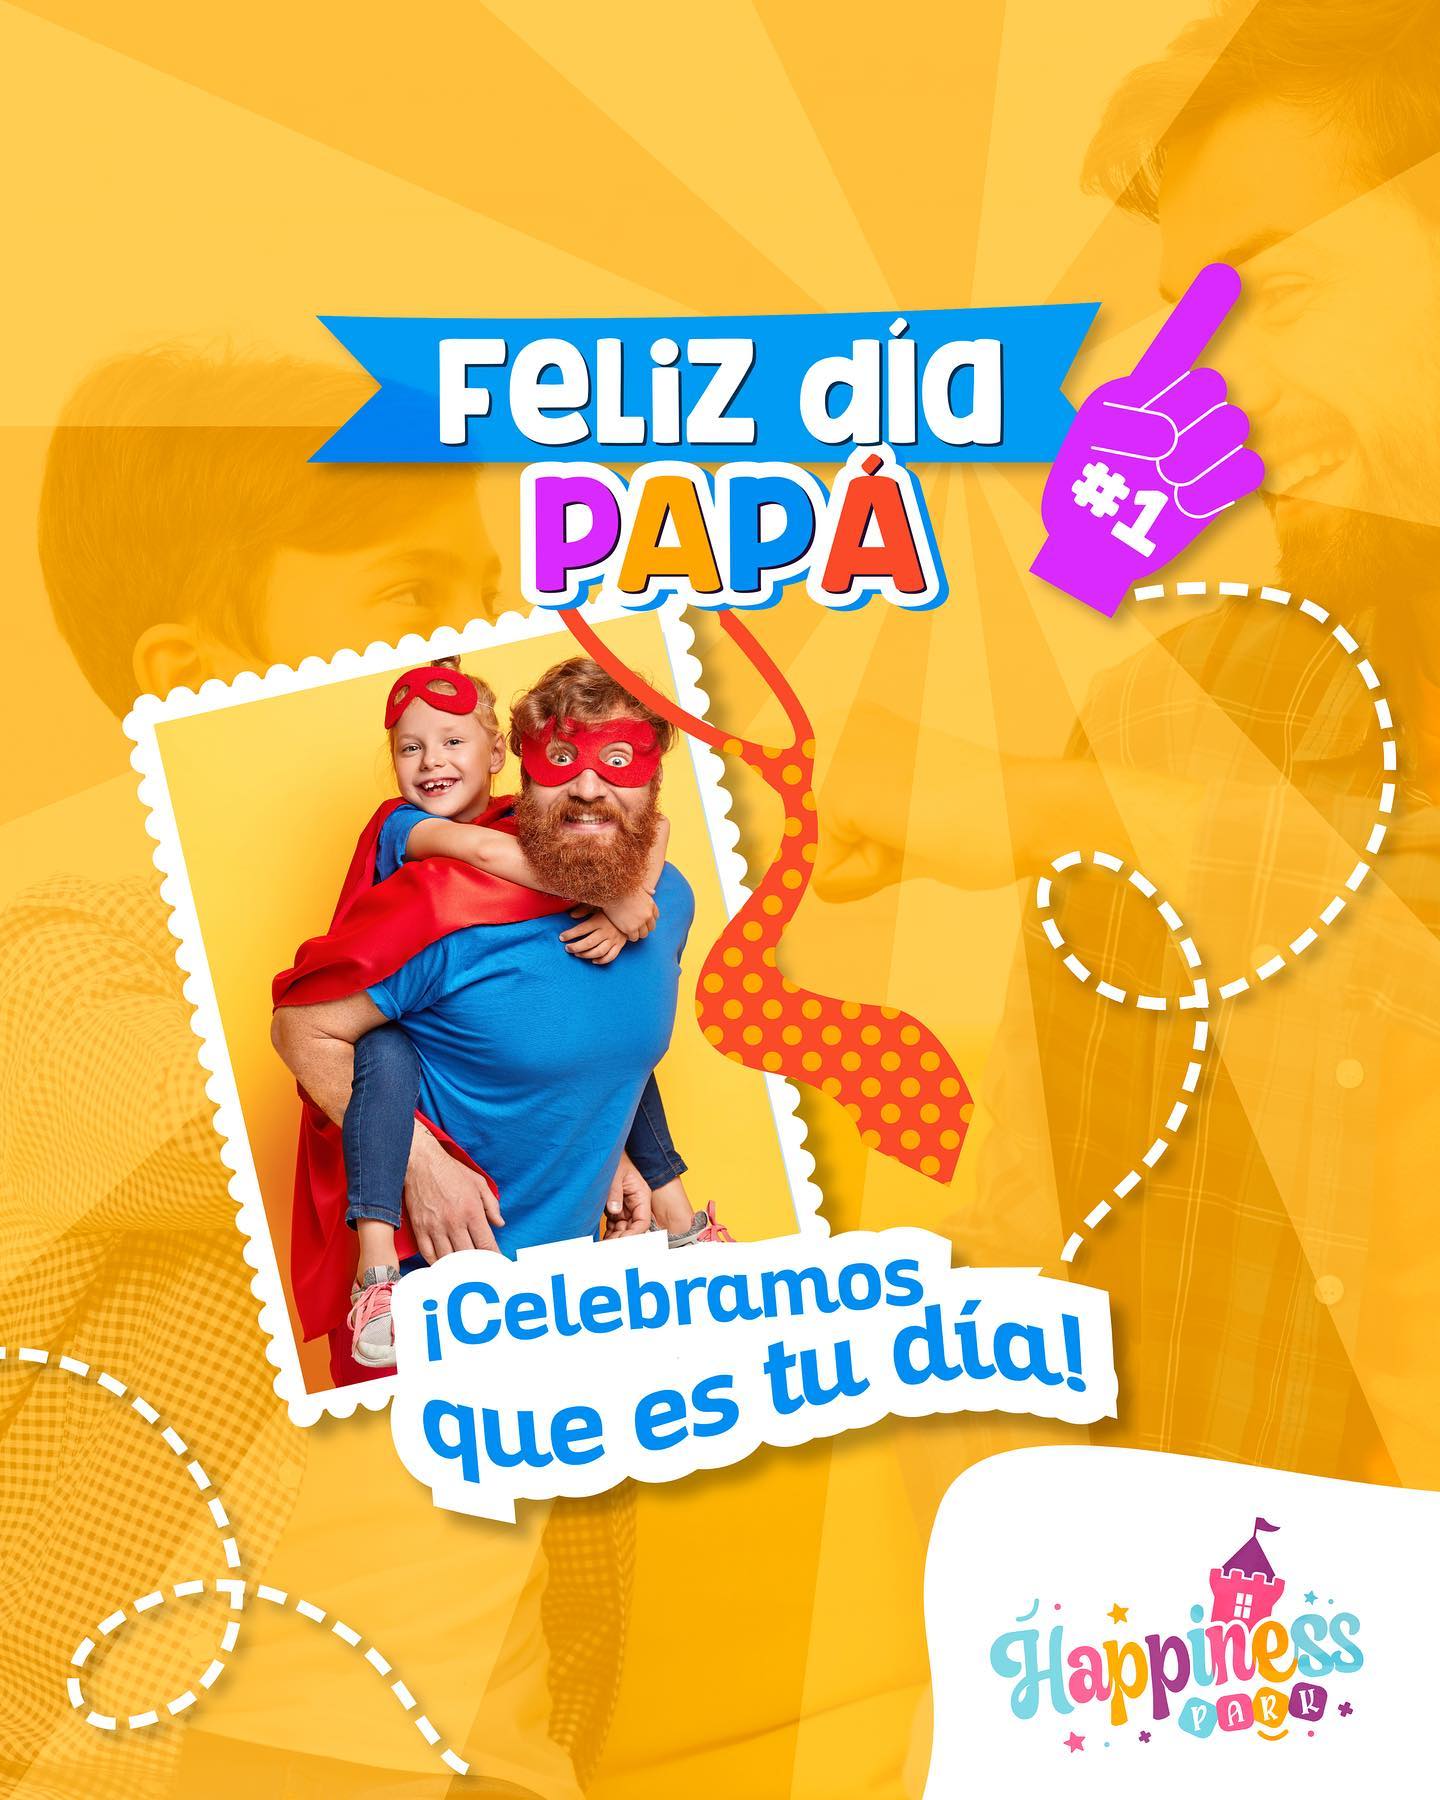 Feliz día
PAPÁ
#1
¡Celebramos
que es tu día!
Happiness
PARK